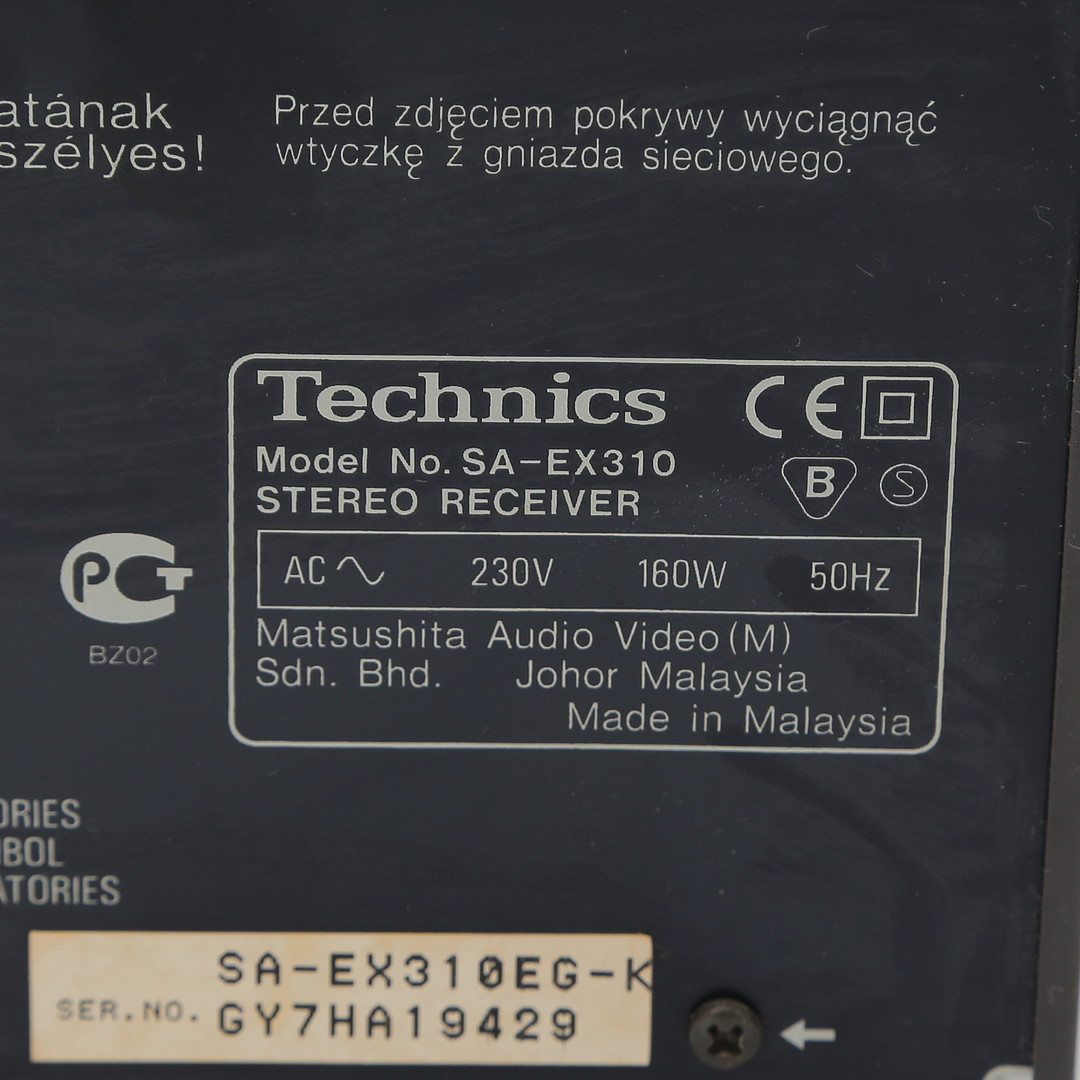 atának
szélyes!
Przed zdjęciem pokrywy wyciągnąć
wtyczkę z gniazda sieciowego.
Technics CE
Model No. SA-EX310 B S
STEREO RECEIVER
AC 230V 160W 50Hz
Matsushita Audio Video (M)
Sdn. Bhd. Johor Malaysia
Made in Malaysia
PCT
BZ02
ORIES
BOL
ATORIES
SA-EX310EG-K
SER.NO. GY7HA19429